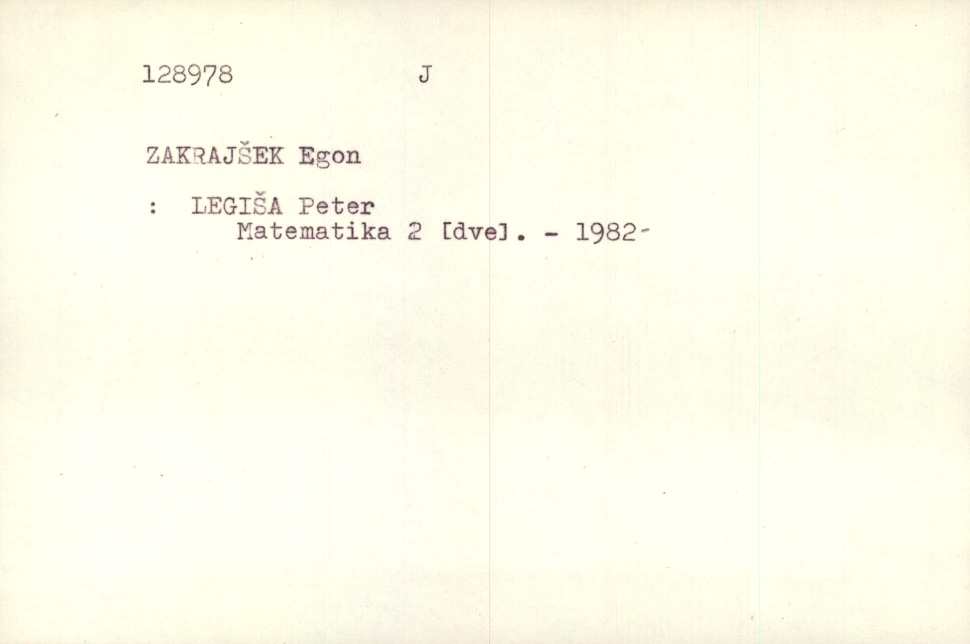 128978 J
ZAKRAJŠEK Egon
: LEGIŠA Peter
Matematika 2 [dve]. - 1982-